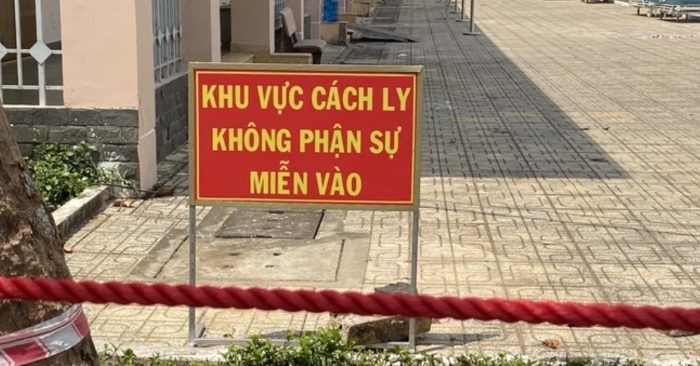 KHU VỰC CÁCH LY
KHÔNG PHẬN SỰ
MIỄN VÀO